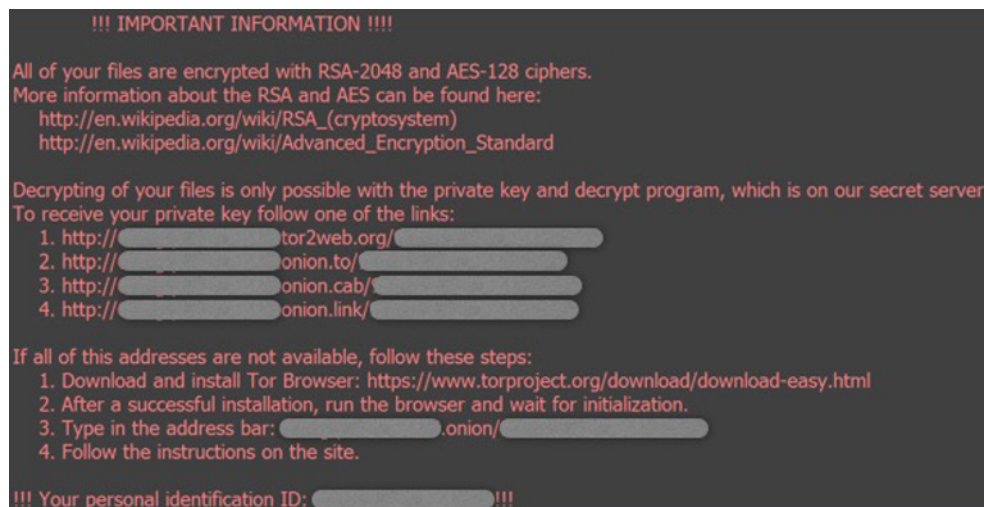 !!! IMPORTANT INFORMATION !!!!
All of your files are encrypted with RSA-2048 and AES-128 ciphers.
More information about the RSA and AES can be found here:
http://en.wikipedia.org/wiki/RSA_(cryptosystem)
http://en.wikipedia.org/wiki/Advanced_Encryption_Standard
Decrypting of your files is only possible with the private key and decrypt program, which is on our secret server
To receive your private key follow one of the links:
1. http:// tor2web.org/
2. http:// onion.to/
3. http:// onion.cab/
4. http:// onion.link/
If all of this addresses are not available, follow these steps:
1. Download and install Tor Browser: https://www.torproject.org/download/download-easy.html
2. After a successful installation, run the browser and wait for initialization.
3. Type in the address bar: .onion/
4. Follow the instructions on the site.
!!! Your personal identification ID: !!!